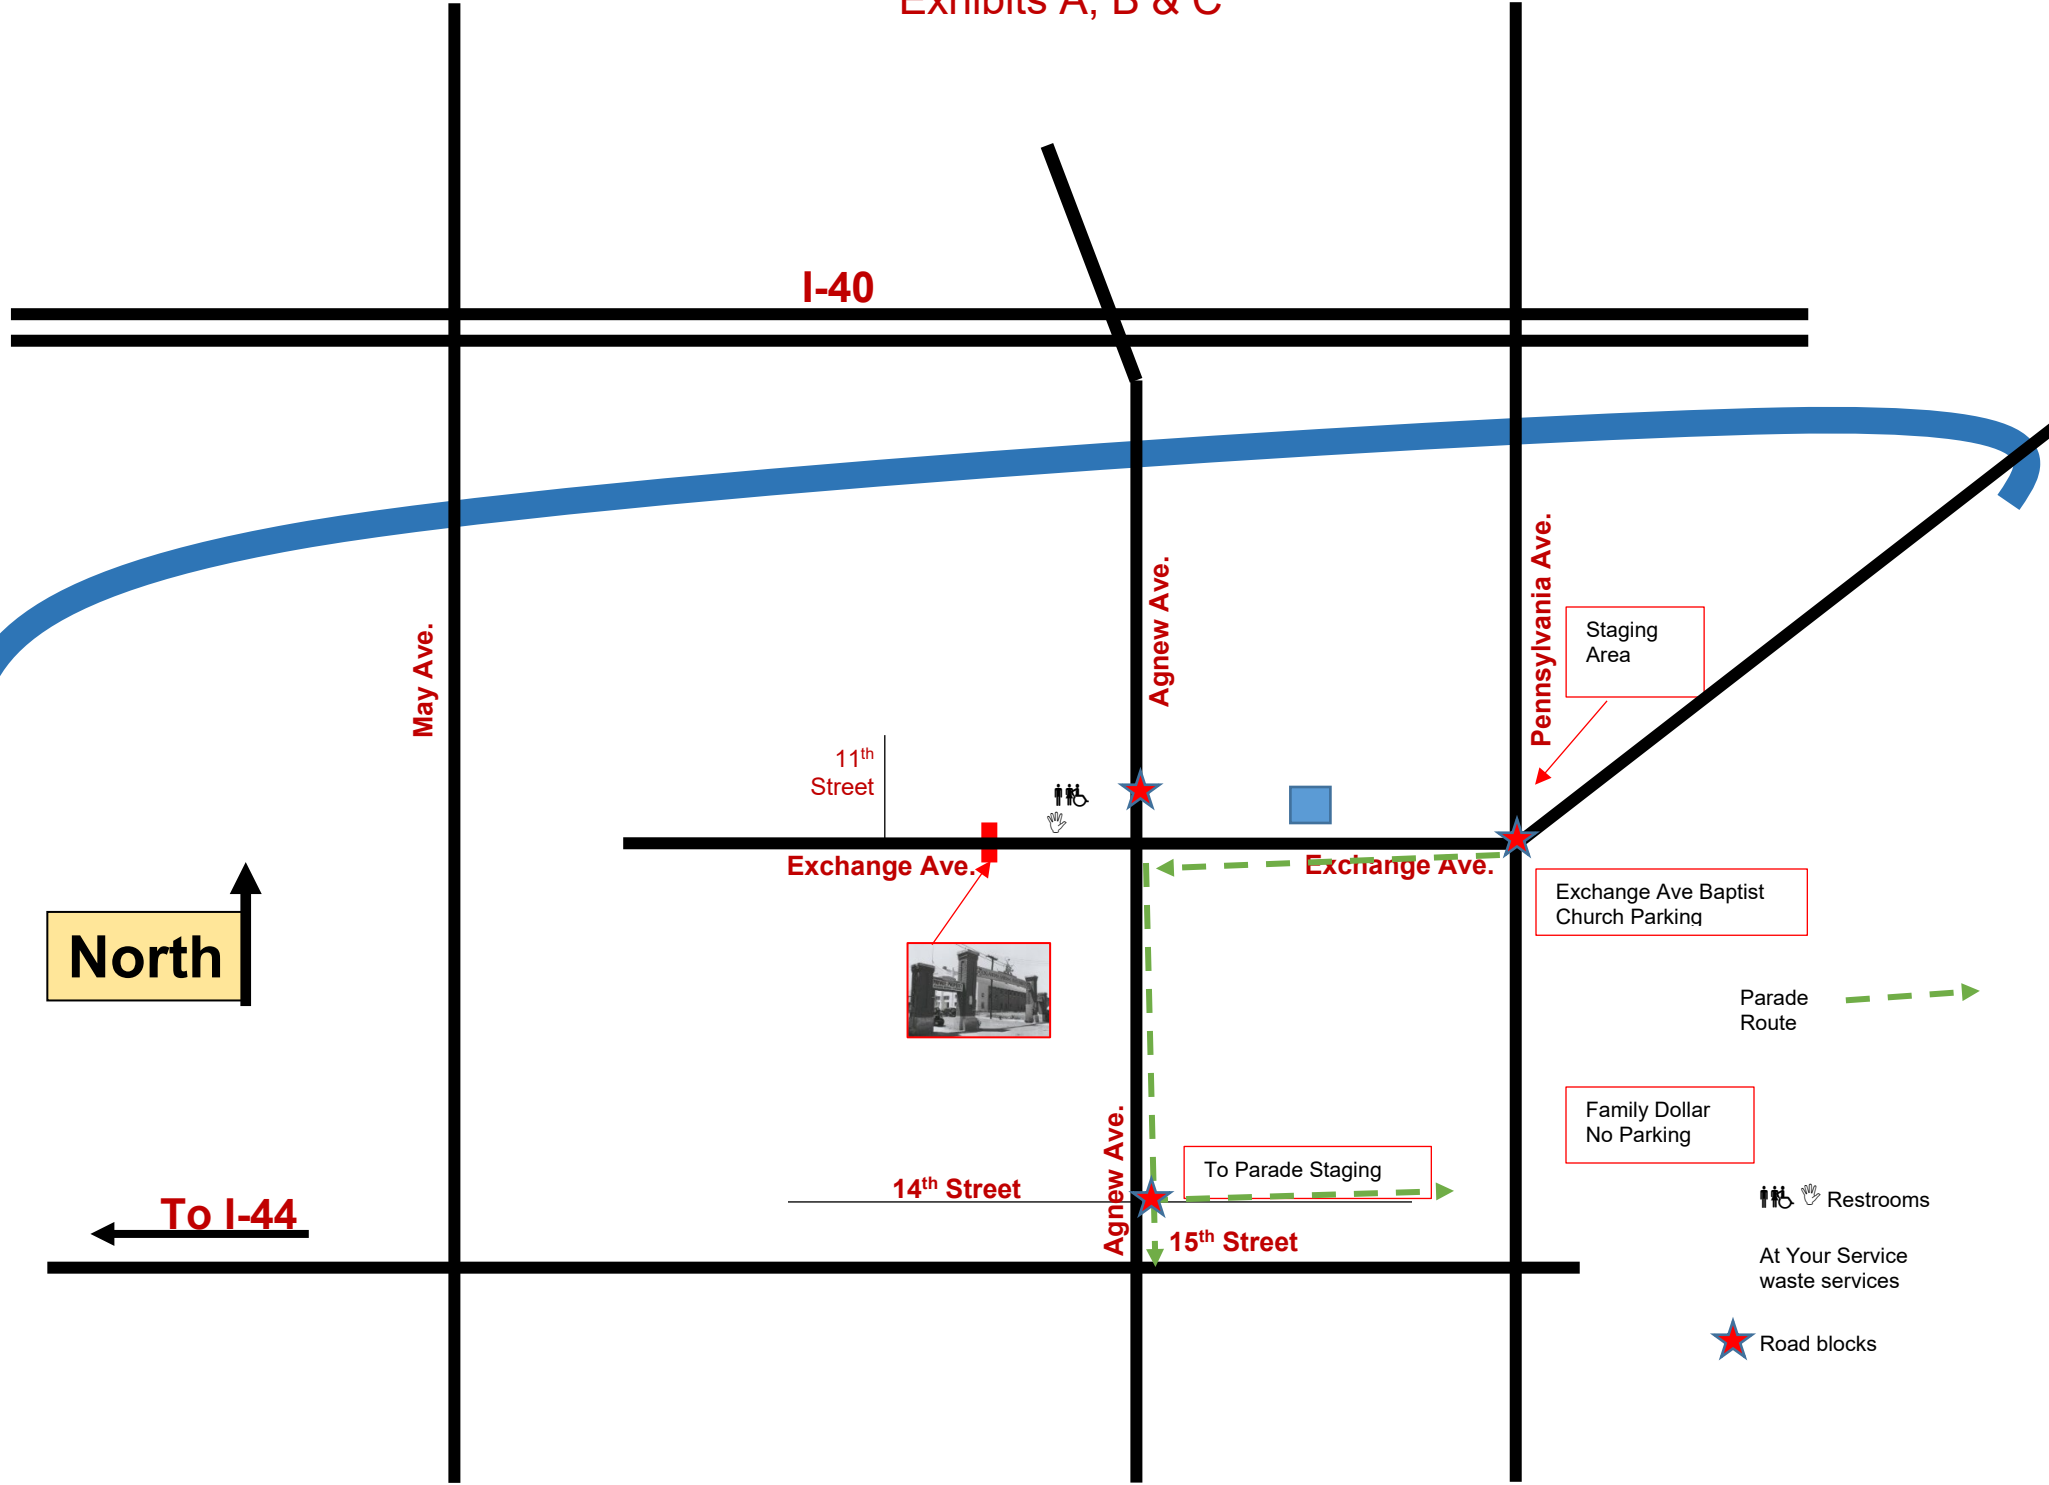 Exhibits A, B & C
I-40
Pennsylvania Ave.
Agnew Ave.
May Ave.
Staging
Area
11th
Street
Exchange Ave.
Exchange Ave.
Exchange Ave Baptist
Church Parking
North
Parade
Route
Family Dollar
No Parking
Agnew Ave.
To Parade Staging
14th Street
Restrooms
To I-44
15th Street
At Your Service
waste services
Road blocks